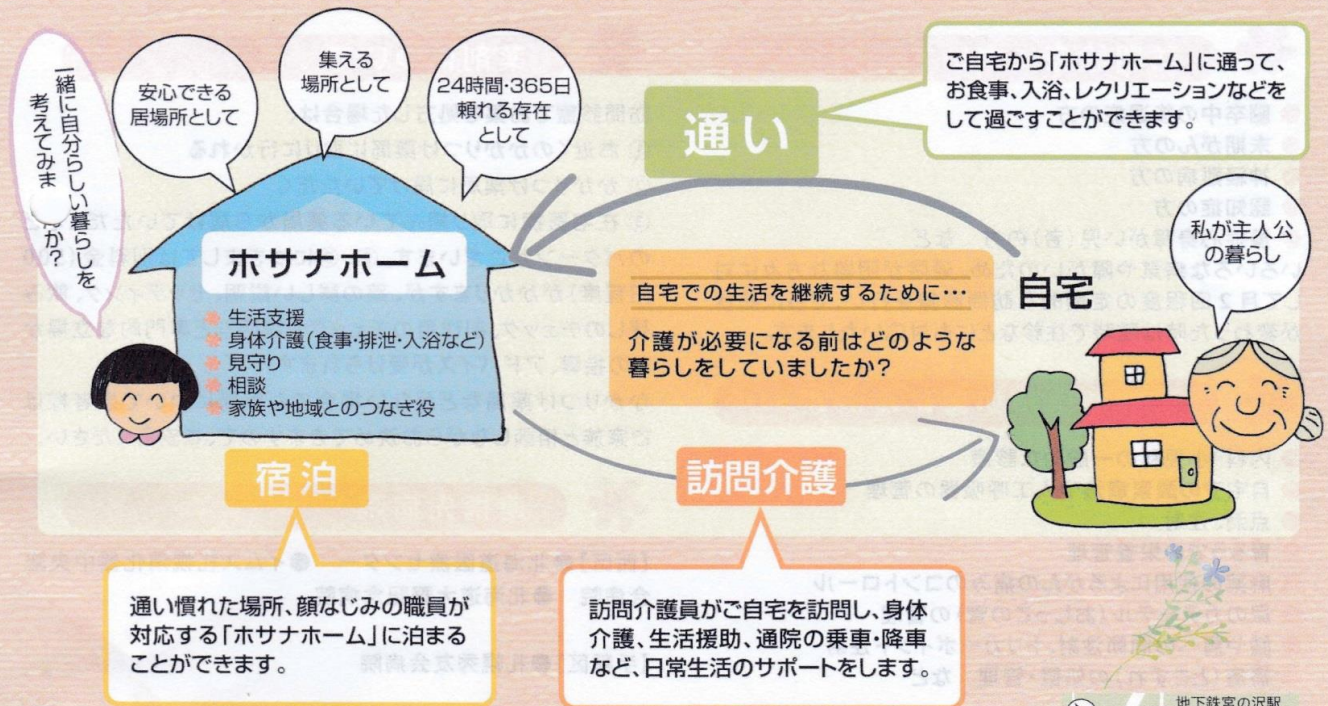 一緒に自分らしい暮らしを
考えてみま
か？
安心できる
居場所として
集える
場所として
24時間・365日
頼れる存在
として
通い
ご自宅から「ホサナホーム」に通って、
お食事、入浴、レクリエーションなどを
して過ごすことができます。
ホサナホーム
生活支援
身体介護（食事・排泄・入浴など）
見守り
相談
家族や地域とのつなぎ役
自宅での生活を継続するために…
介護が必要になる前はどのような
暮らしをしていましたか？
私が主人公
の暮らし
自宅
宿泊
通い慣れた場所、顔なじみの職員が
対応する「ホサナホーム」に泊まる
ことができます。
訪問介護
訪問介護員がご自宅を訪問し、身体
介護、生活援助、通院の乗車・降車
など、日常生活のサポートをします。
地下鉄宮の沢駅